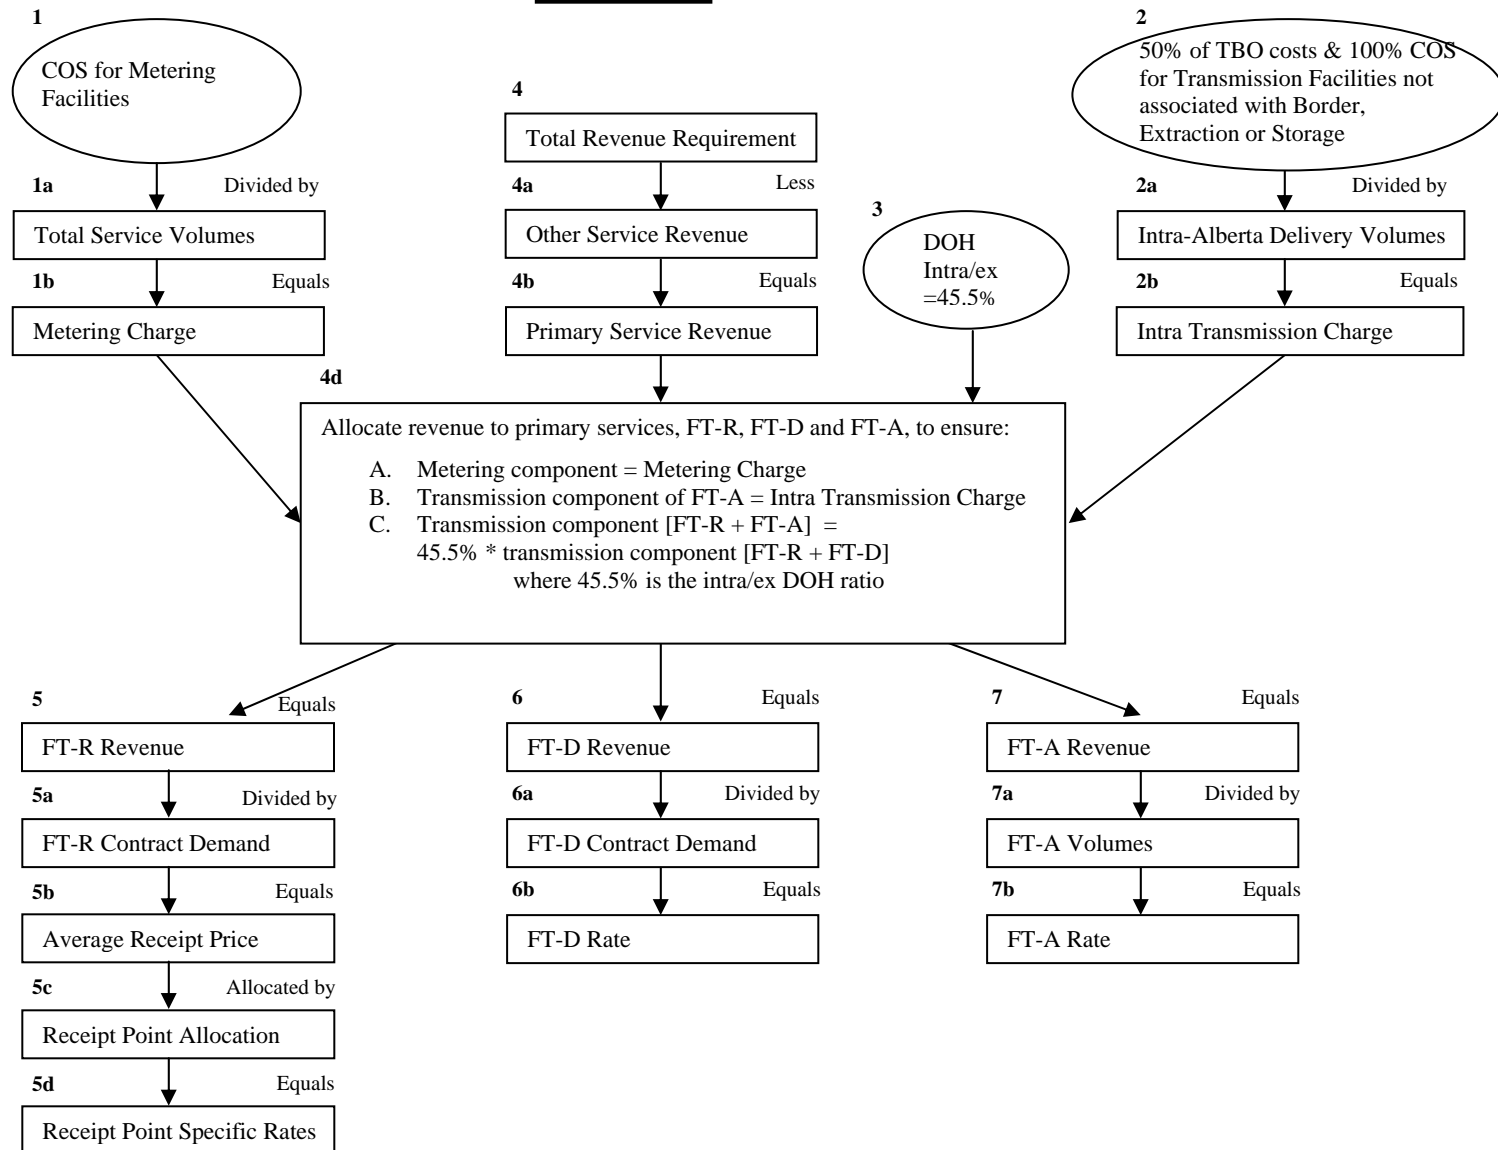 1
COS for Metering
Facilities
1a
Divided by
Total Service Volumes
1b
Equals
Metering Charge
4
Total Revenue Requirement
4a
Less
Other Service Revenue
4b
Equals
Primary Service Revenue
3
DOH
Intra/ex
=45.5%
2
50% of TBO costs & 100% COS
for Transmission Facilities not
associated with Border,
Extraction or Storage
2a
Divided by
Intra-Alberta Delivery Volumes
2b
Equals
Intra Transmission Charge
4d
Allocate revenue to primary services, FT-R, FT-D and FT-A, to ensure:
A. Metering component = Metering Charge
B. Transmission component of FT-A = Intra Transmission Charge
C. Transmission component [FT-R + FT-A] =
45.5% * transmission component [FT-R + FT-D]
where 45.5% is the intra/ex DOH ratio
5
Equals
FT-R Revenue
5a
Divided by
FT-R Contract Demand
5b
Equals
Average Receipt Price
5c
Allocated by
Receipt Point Allocation
5d
Equals
Receipt Point Specific Rates
6
Equals
FT-D Revenue
6a
Divided by
FT-D Contract Demand
6b
Equals
FT-D Rate
7
Equals
FT-A Revenue
7a
Divided by
FT-A Volumes
7b
Equals
FT-A Rate